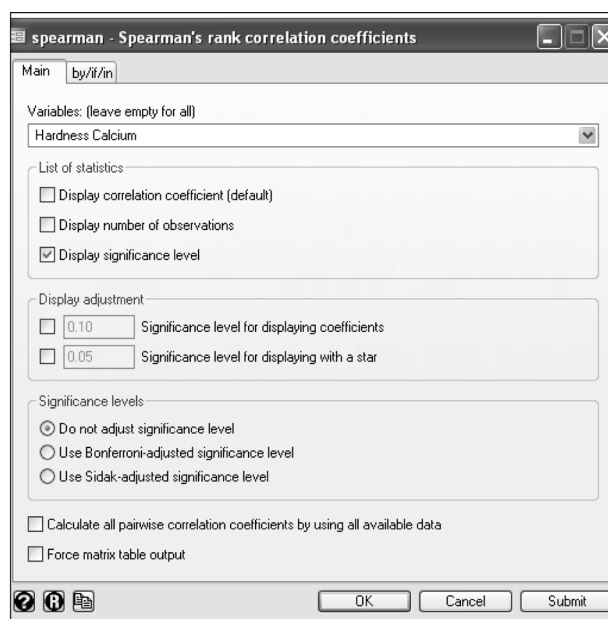 spearman - Spearman's rank correlation coefficients
Main
by/if/in
Variables: (leave empty for all)
Hardness Calcium
List of statistics
Display correlation coefficient (default)
Display number of observations
Display significance level
Display adjustment
0.10 Significance level for displaying coefficients
0.05 Significance level for displaying with a star
Significance levels
Do not adjust significance level
Use Bonferroni-adjusted significance level
Use Sidak-adjusted significance level
Calculate all pairwise correlation coefficients by using all available data
Force matrix table output
? R OK Cancel Submit